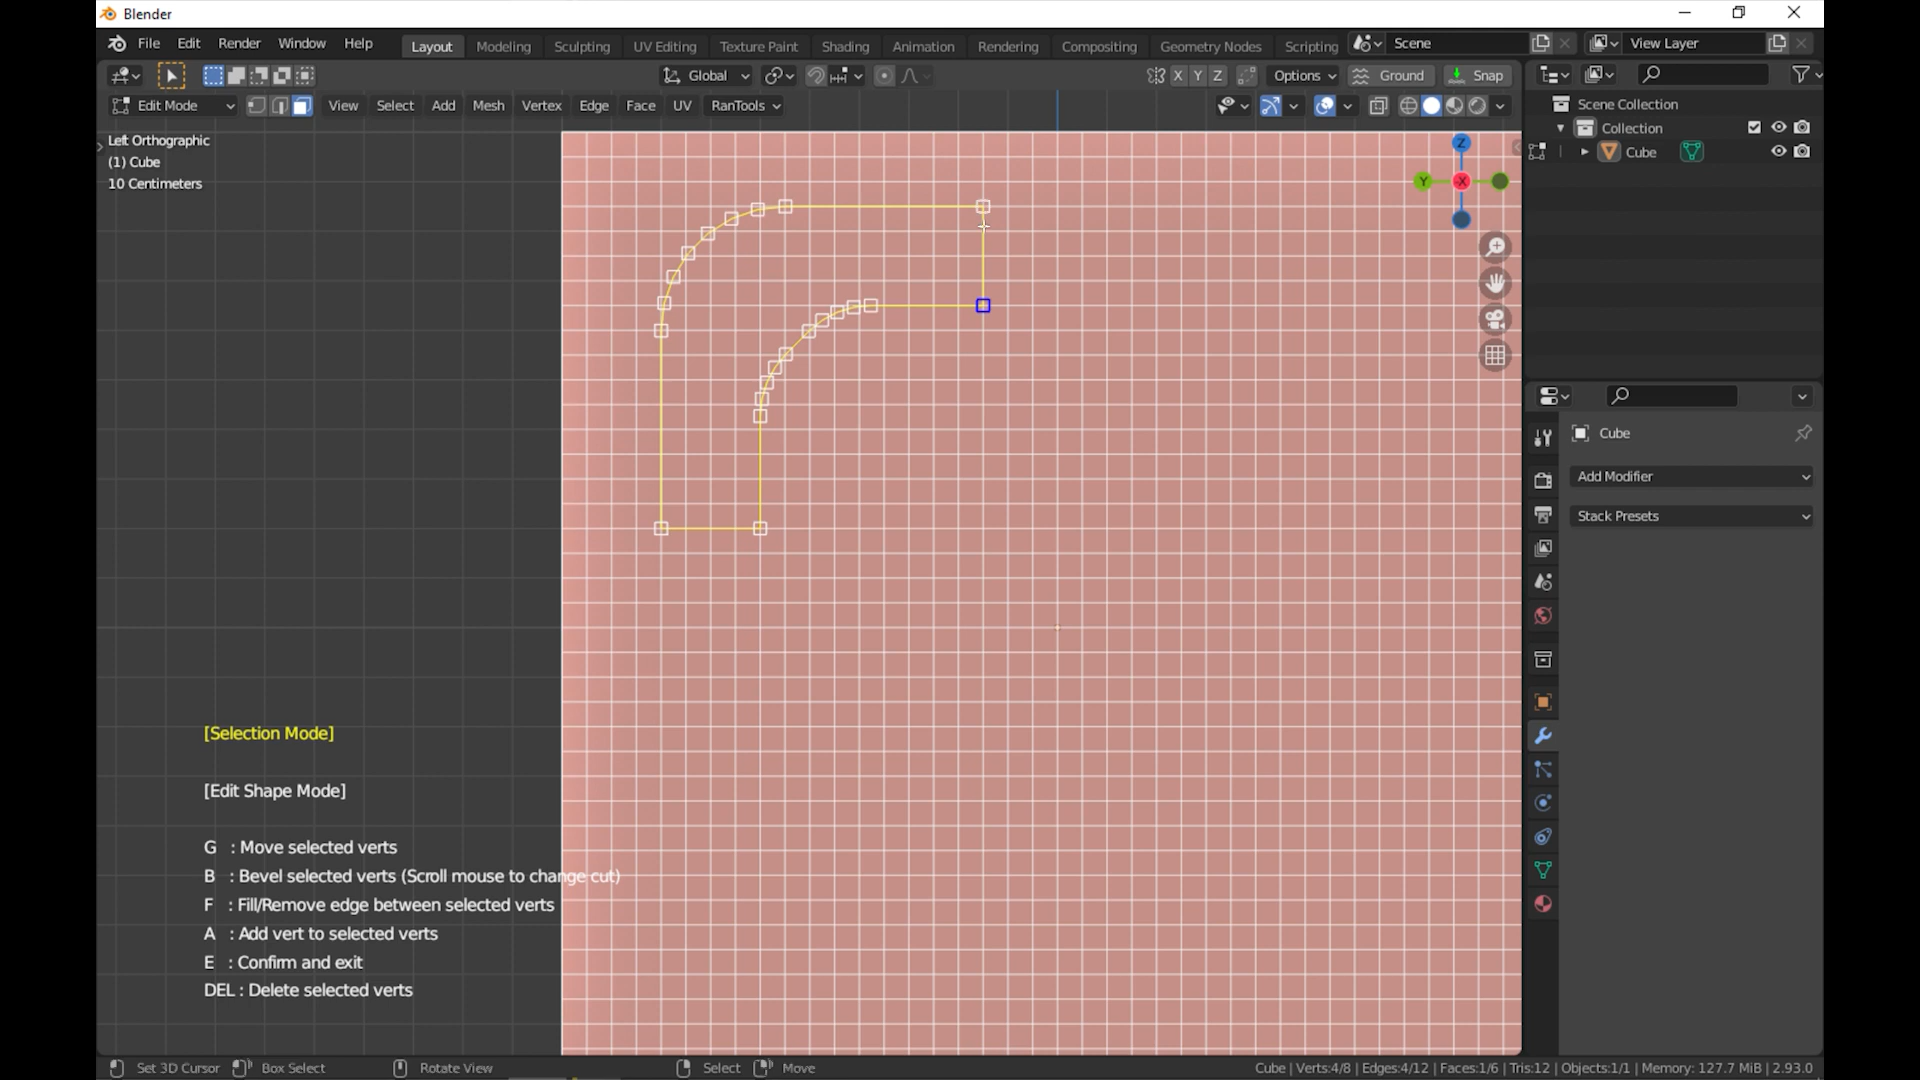 Blender
File Edit Render Window Help Layout Modeling Sculpting UV Editing Texture Paint Shading Animation Rendering Compositing Geometry Nodes Scripting Scene View Layer
Global X Y Z Options Ground Snap
Edit Mode View Select Add Mesh Vertex Edge Face UV RanTools
Scene Collection
Collection
Cube
Left Orthographic
(1) Cube
10 Centimeters
Z
Y X
Cube
Add Modifier
Stack Presets
[Selection Mode]
[Edit Shape Mode]
G : Move selected verts
B : Bevel selected verts (Scroll mouse to change cut)
F : Fill/Remove edge between selected verts
A : Add vert to selected verts
E : Confirm and exit
DEL : Delete selected verts
Set 3D Cursor Box Select Rotate View Select Move Cube | Verts:4/8 | Edges:4/12 | Faces:1/6 | Tris:12 | Objects:1/1 | Memory: 127.7 MiB | 2.93.0